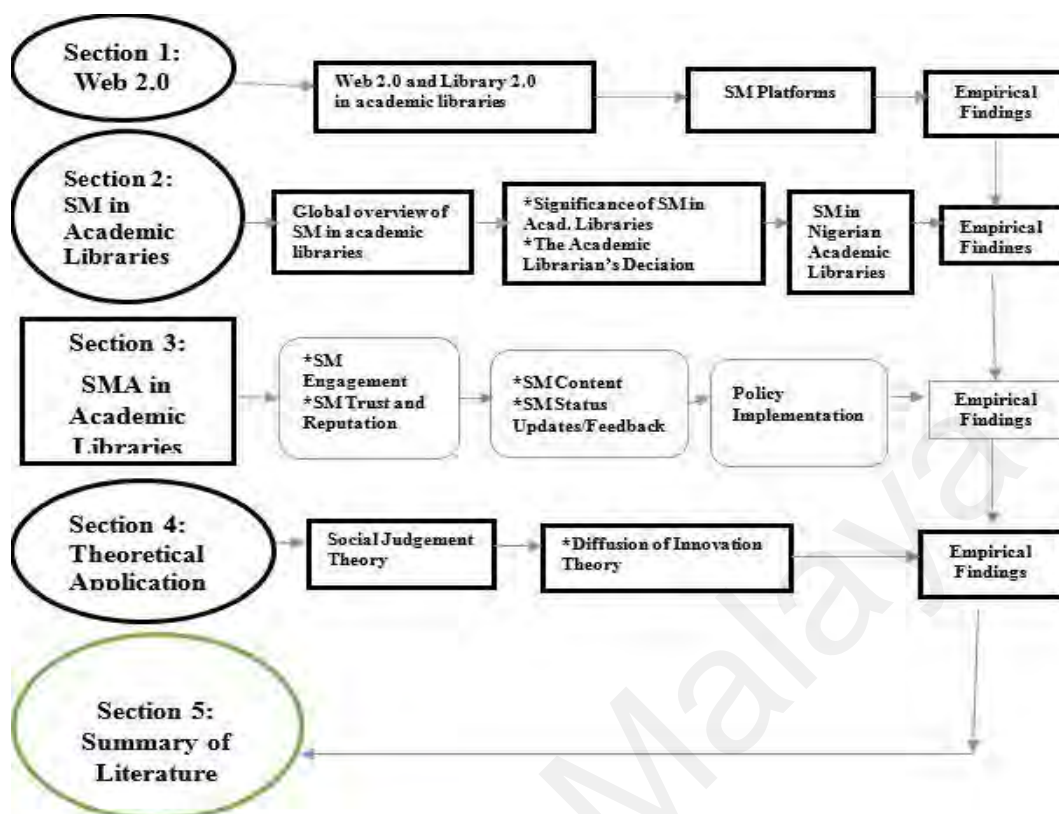 Section 1:
Web 2.0
Web 2.0 and Library 2.0
in academic libraries
SM Platforms
Empirical
Findings
Section 2:
SM in
Academic
Libraries
Global overview of
SM in academic
libraries
*Significance of SM in
Acad. Libraries
*The Academic
Librarian's Decision
SM in
Nigerian
Academic
Libraries
Empirical
Findings
Section 3:
SMA in
Academic
Libraries
*SM
Engagement
*SM Trust and
Reputation
*SM Content
*SM Status
Updates/Feedback
Policy
Implementation
Empirical
Findings
Section 4:
Theoretical
Application
Social Judgement
Theory
*Diffusion of Innovation
Theory
Empirical
Findings
Section 5:
Summary of
Literature
Malaya